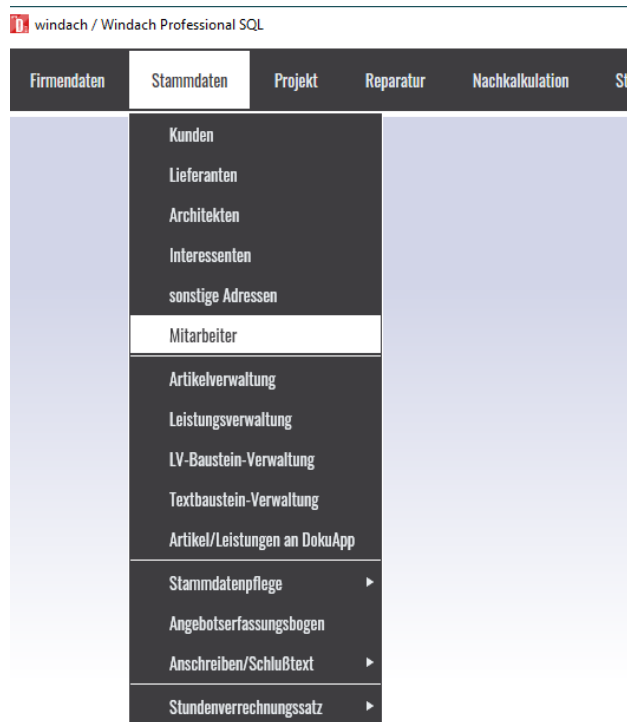 windach / Windach Professional SQL
Firmendaten Stammdaten Projekt Reparatur Nachkalkulation St
Kunden
Lieferanten
Architekten
Interessenten
sonstige Adressen
Mitarbeiter
Artikelverwaltung
Leistungsverwaltung
LV-Baustein-Verwaltung
Textbaustein-Verwaltung
Artikel/Leistungen an DokuApp
Stammdatenpflege
Angebotserfassungsbogen
Anschreiben/Schlußtext
Stundenverrechnungssatz